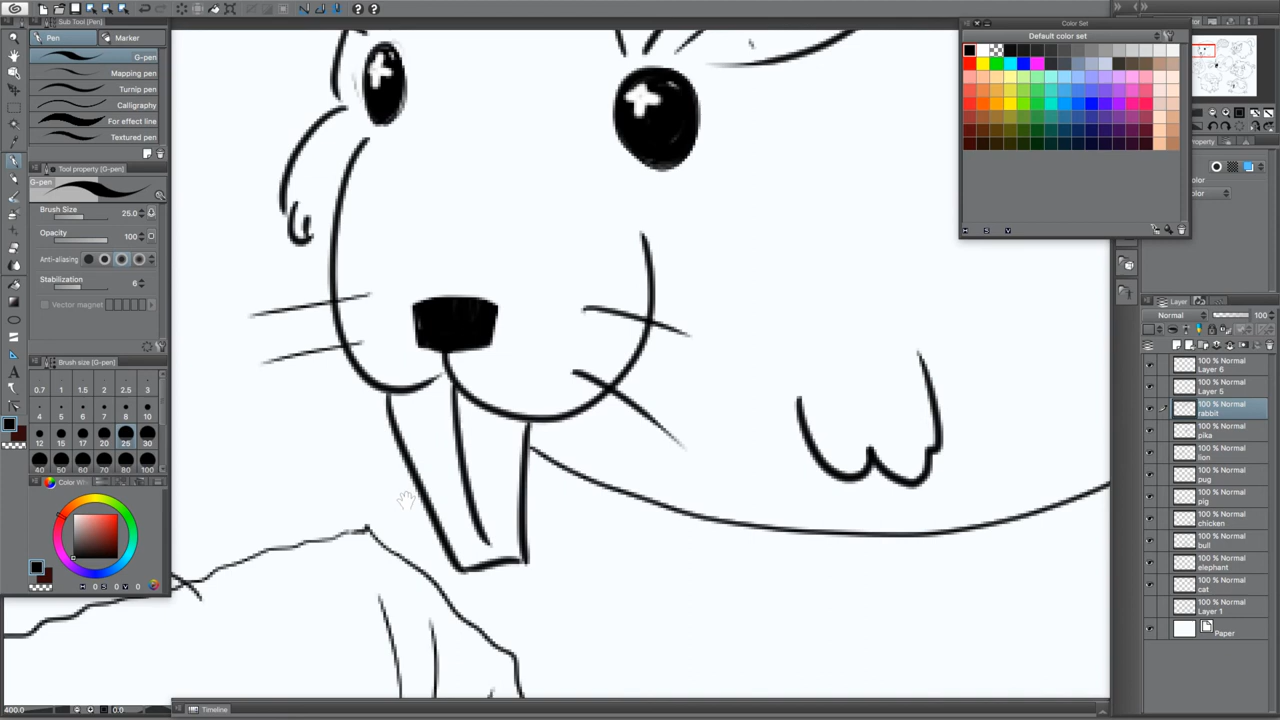 Sub Tool [Pen]
Pen
Marker
G-pen
Mapping pen
Turnip pen
Calligraphy
For effect line
Textured pen
Tool property [G-pen]
G-pen
Brush Size 25.0
Opacity 100
Anti-aliasing
Stabilization 6
Vector magnet
Brush size [G-pen]
0.7 1 1.5 2 2.5 3
4 5 6 7 8 10
12 15 17 20 25 30
40 50 60 70 80 100
H 0 S 0 V 0
400.0
0.0
Timeline
Color Set
Default color set
H S V
Layer
Normal 100
100 % Normal
Layer 6
100 % Normal
Layer 5
100 % Normal
rabbit
100 % Normal
pika
100 % Normal
lion
100 % Normal
pug
100 % Normal
pig
100 % Normal
chicken
100 % Normal
bull
100 % Normal
elephant
100 % Normal
cat
100 % Normal
Layer 1
Paper